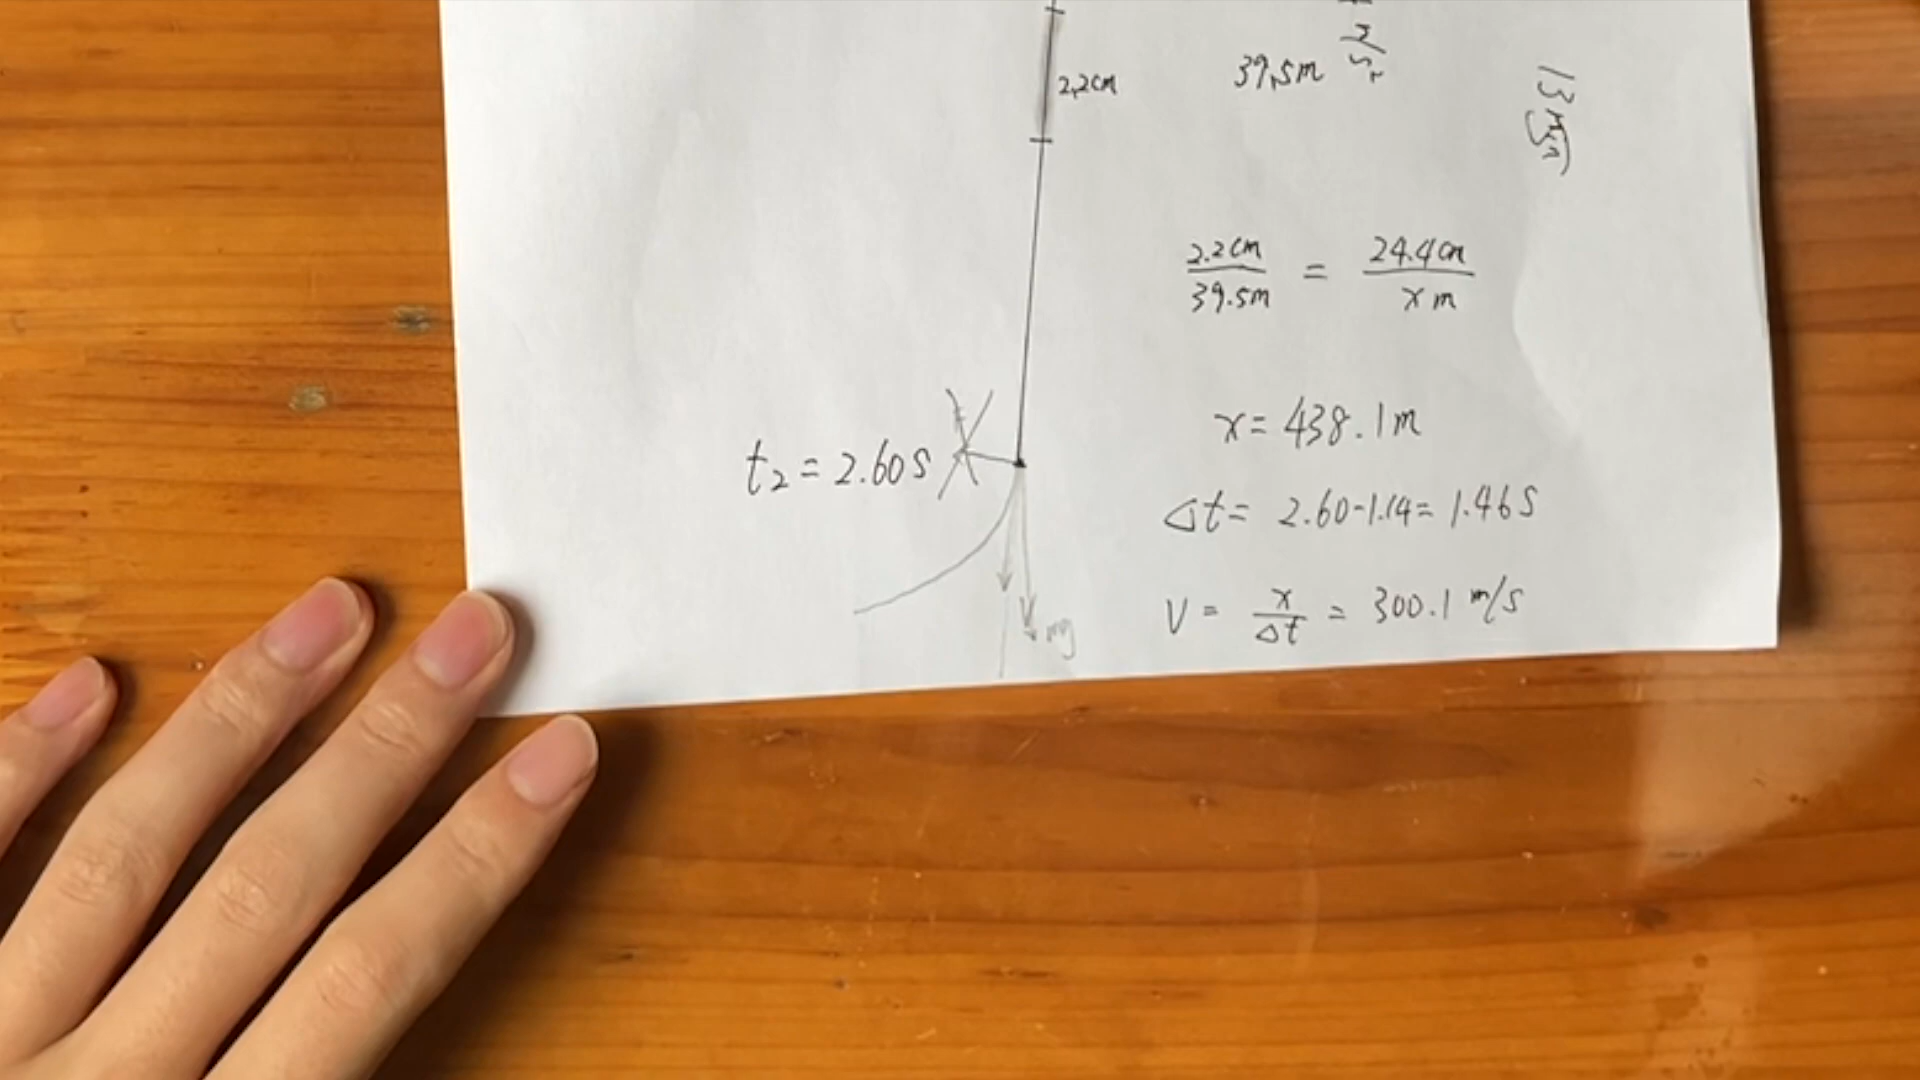 2.2cm
39.5m
2.2cm/39.5m = 24.4cm/x m
x = 438.1m
t₂ = 2.60s
Δt = 2.60-1.14 = 1.46s
mg
V = x/Δt = 300.1 m/s